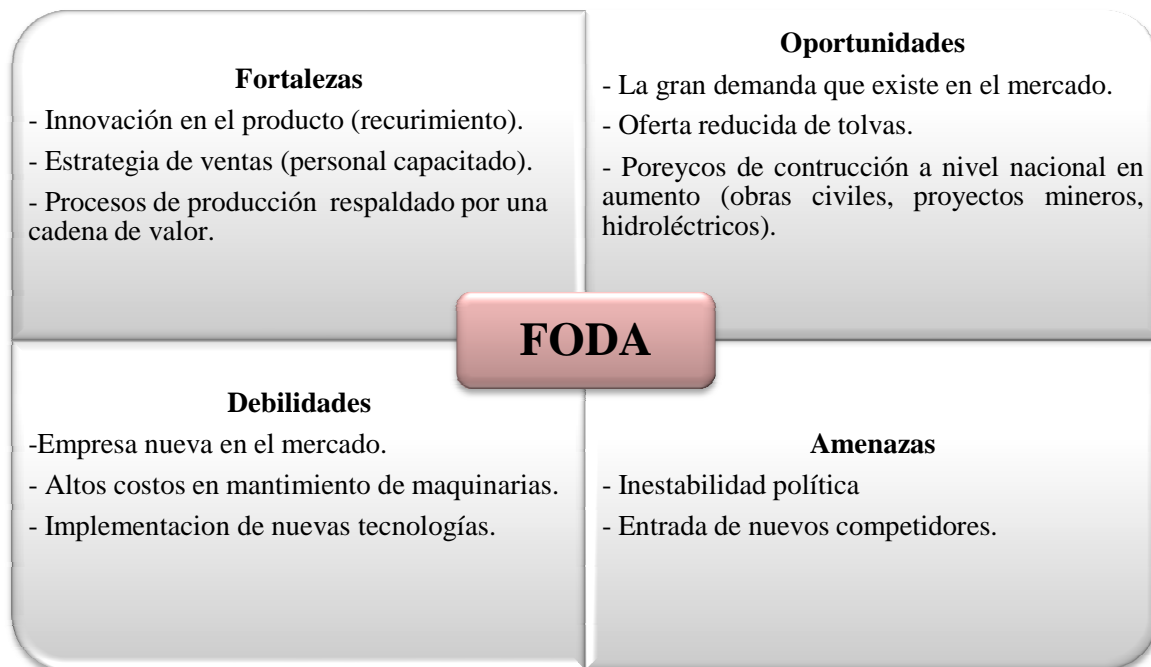 Fortalezas
- Innovación en el producto (recurimiento).
- Estrategia de ventas (personal capacitado).
- Procesos de producción respaldado por una
cadena de valor.
Oportunidades
- La gran demanda que existe en el mercado.
- Oferta reducida de tolvas.
- Poreycos de contrucción a nivel nacional en
aumento (obras civiles, proyectos mineros,
hidroléctricos).
FODA
Debilidades
-Empresa nueva en el mercado.
- Altos costos en mantimiento de maquinarias.
- Implementacion de nuevas tecnologías.
Amenazas
- Inestabilidad política
- Entrada de nuevos competidores.